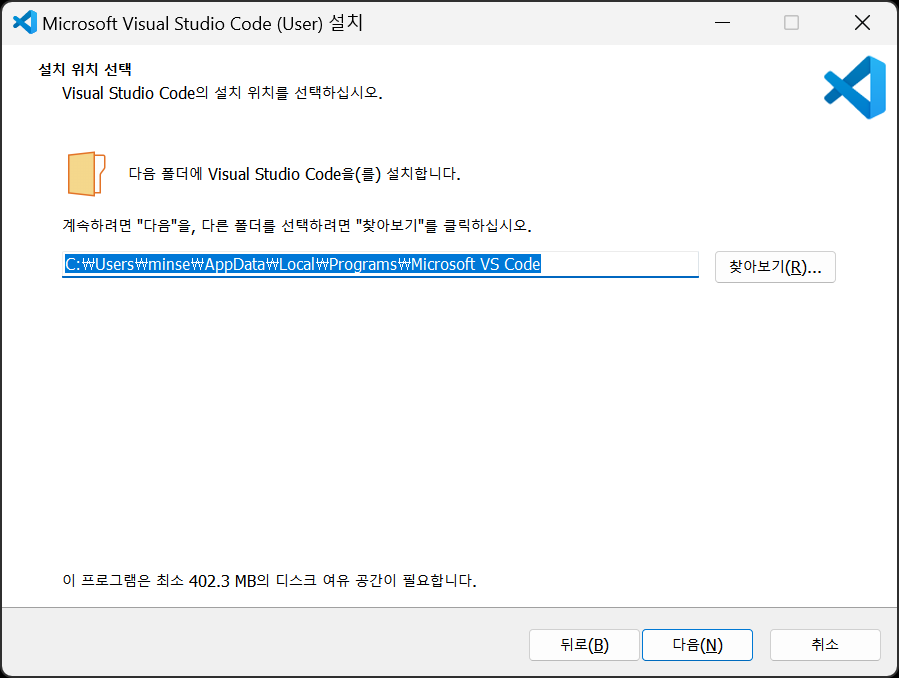 Microsoft Visual Studio Code (User) 설치
설치 위치 선택
Visual Studio Code의 설치 위치를 선택하십시오.
다음 폴더에 Visual Studio Code을(를) 설치합니다.
계속하려면 "다음"을, 다른 폴더를 선택하려면 "찾아보기"를 클릭하십시오.
C:₩Users₩minse₩AppData₩Local₩Programs₩Microsoft VS Code
찾아보기(R)...
이 프로그램은 최소 402.3 MB의 디스크 여유 공간이 필요합니다.
뒤로(B)
다음(N)
취소